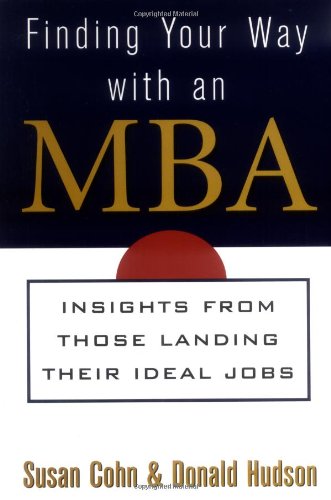 Finding Your Way
with an
MBA
INSIGHTS FROM
THOSE LANDING
THEIR IDEAL JOBS
Susan Cohn & Donald Hudson